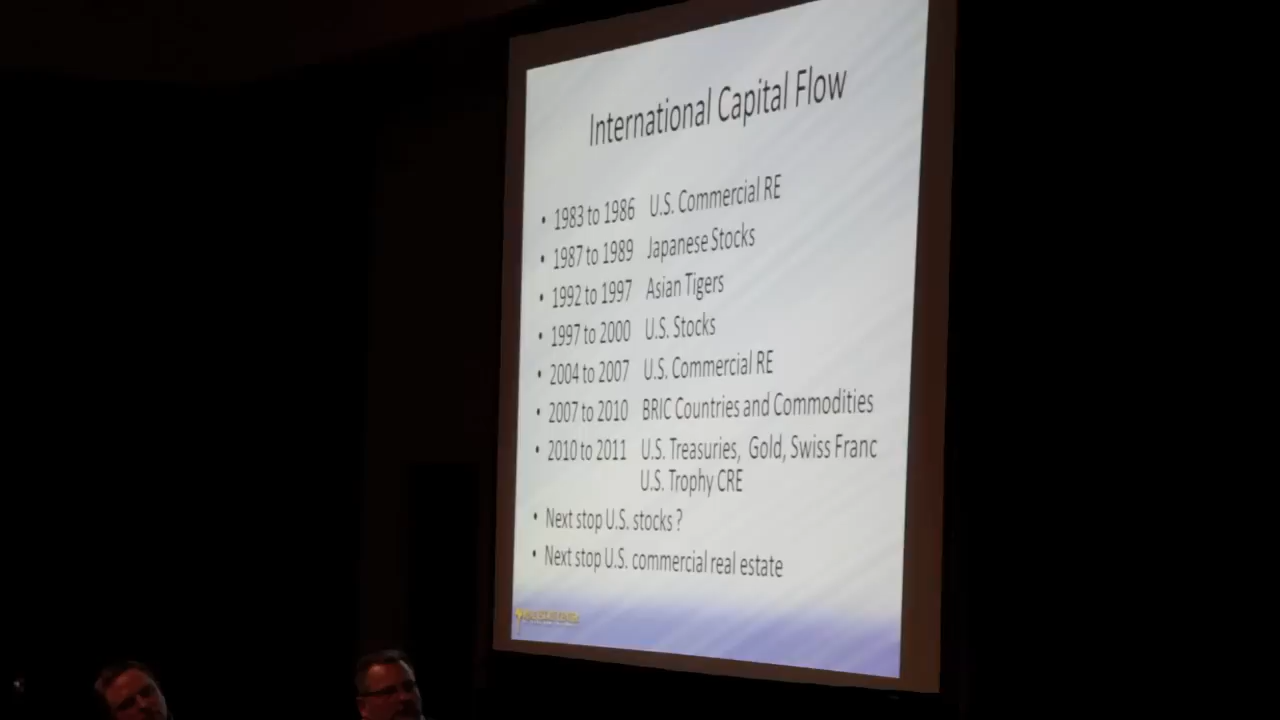 International Capital Flow
• 1983 to 1986 U.S. Commercial RE
• 1987 to 1989 Japanese Stocks
• 1992 to 1997 Asian Tigers
• 1997 to 2000 U.S. Stocks
• 2004 to 2007 U.S. Commercial RE
• 2007 to 2010 BRIC Countries and Commodities
• 2010 to 2011 U.S. Treasuries, Gold, Swiss Franc
U.S. Trophy CRE
• Next stop U.S. stocks ?
• Next stop U.S. commercial real estate